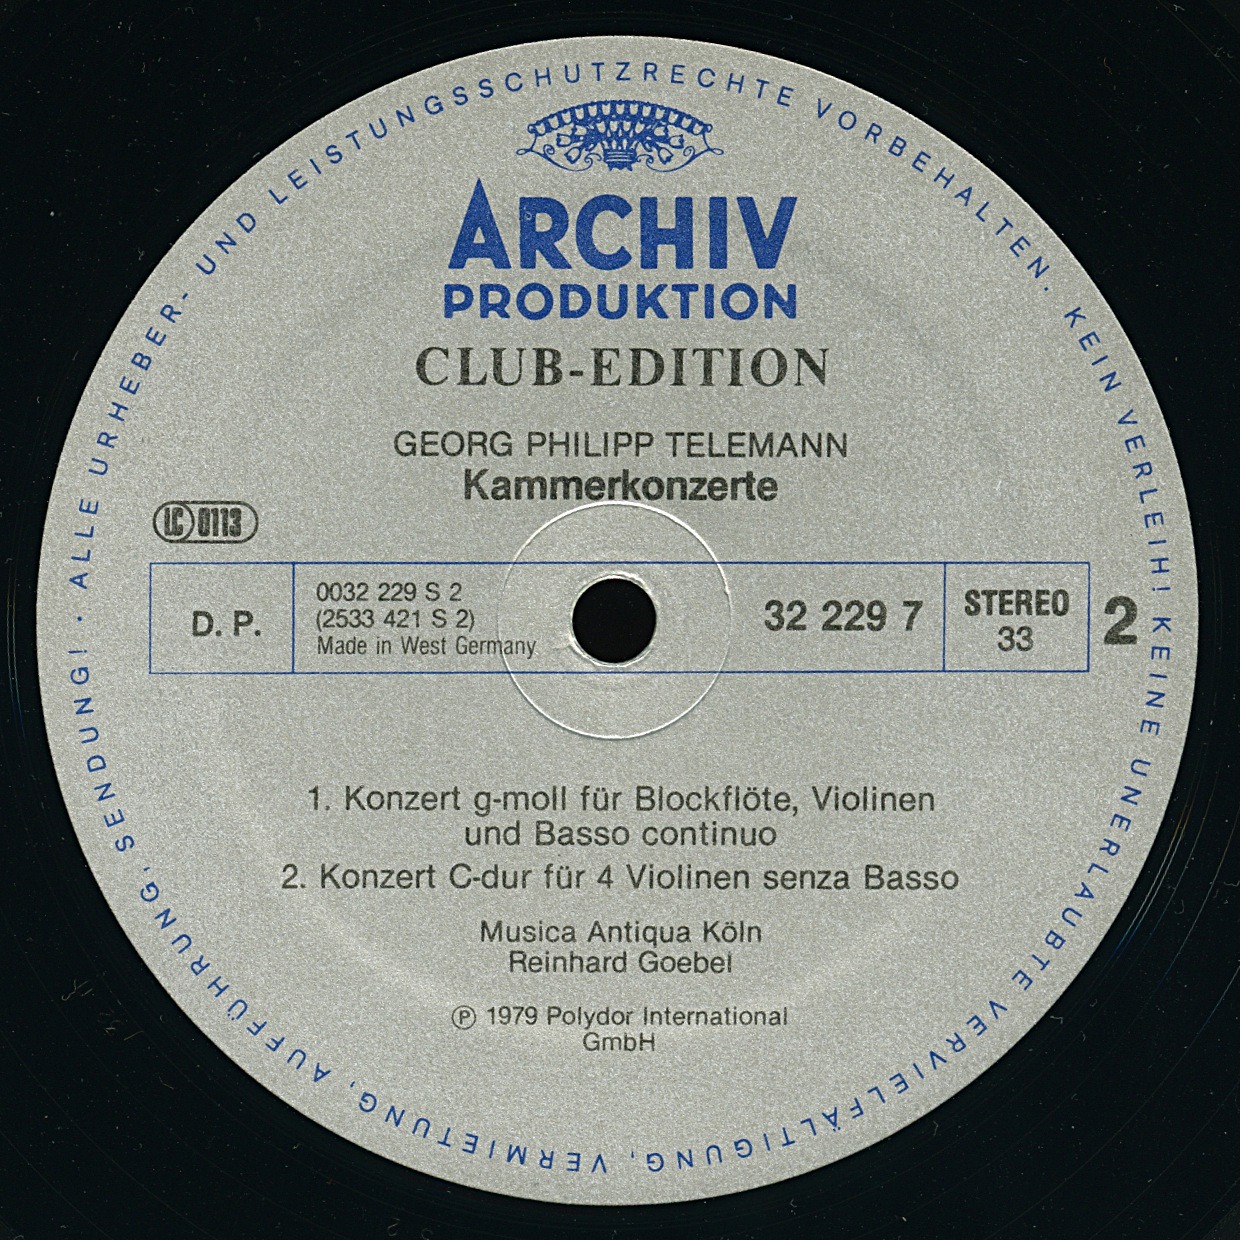 ALLE URHEBER- UND LEISTUNGSSCHUTZRECHTE VORBEHALTEN. KEIN VERLEIH! KEINE UNERLAUBTE VERVIELFÄLTIGUNG, VERMIETUNG, AUFFÜHRUNG, SENDUNG! ·
ARCHIV
PRODUKTION
CLUB-EDITION
GEORG PHILIPP TELEMANN
Kammerkonzerte
LC 0113
D. P.
0032 229 S 2
(2533 421 S 2)
Made in West Germany
32 229 7
STEREO
33
2
1. Konzert g-moll für Blockflöte, Violinen
und Basso continuo
2. Konzert C-dur für 4 Violinen senza Basso
Musica Antiqua Köln
Reinhard Goebel
℗ 1979 Polydor International
GmbH